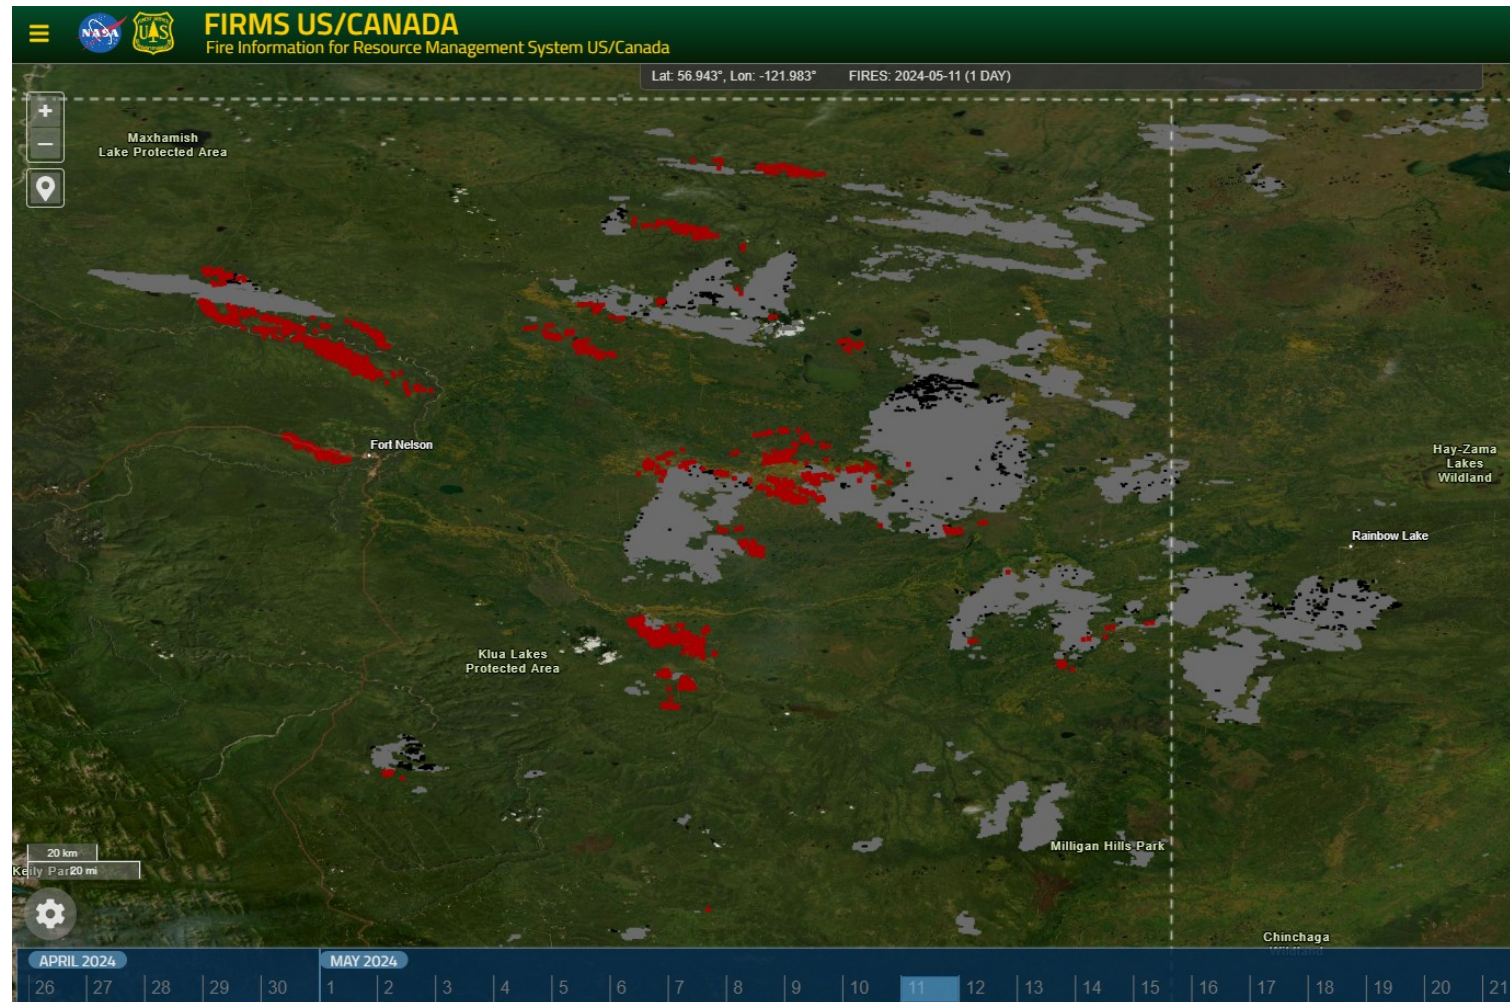 NASA
FOREST SERVICE
U S
FIRMS US/CANADA
Fire Information for Resource Management System US/Canada
Lat: 56.943°, Lon: -121.983° FIRES: 2024-05-11 (1 DAY)
+
−
Maxhamish
Lake Protected Area
Fort Nelson
Hay-Zama
Lakes
Wildland
Rainbow Lake
Klua Lakes
Protected Area
Milligan Hills Park
20 km
20 mi
Chinchaga
Wildland
APRIL 2024 MAY 2024
26 27 28 29 30 1 2 3 4 5 6 7 8 9 10 11 12 13 14 15 16 17 18 19 20 21